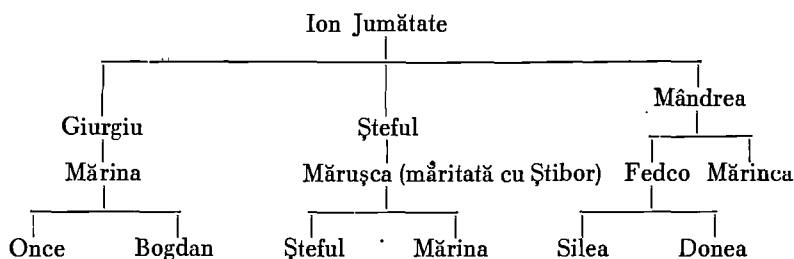 Ion Jumătate
Mândrea
Giurgiu Șteful
Mărina Mărușca (măritată cu Știbor) Fedco Mărinca
Once Bogdan Șteful Mărina Silea Donea